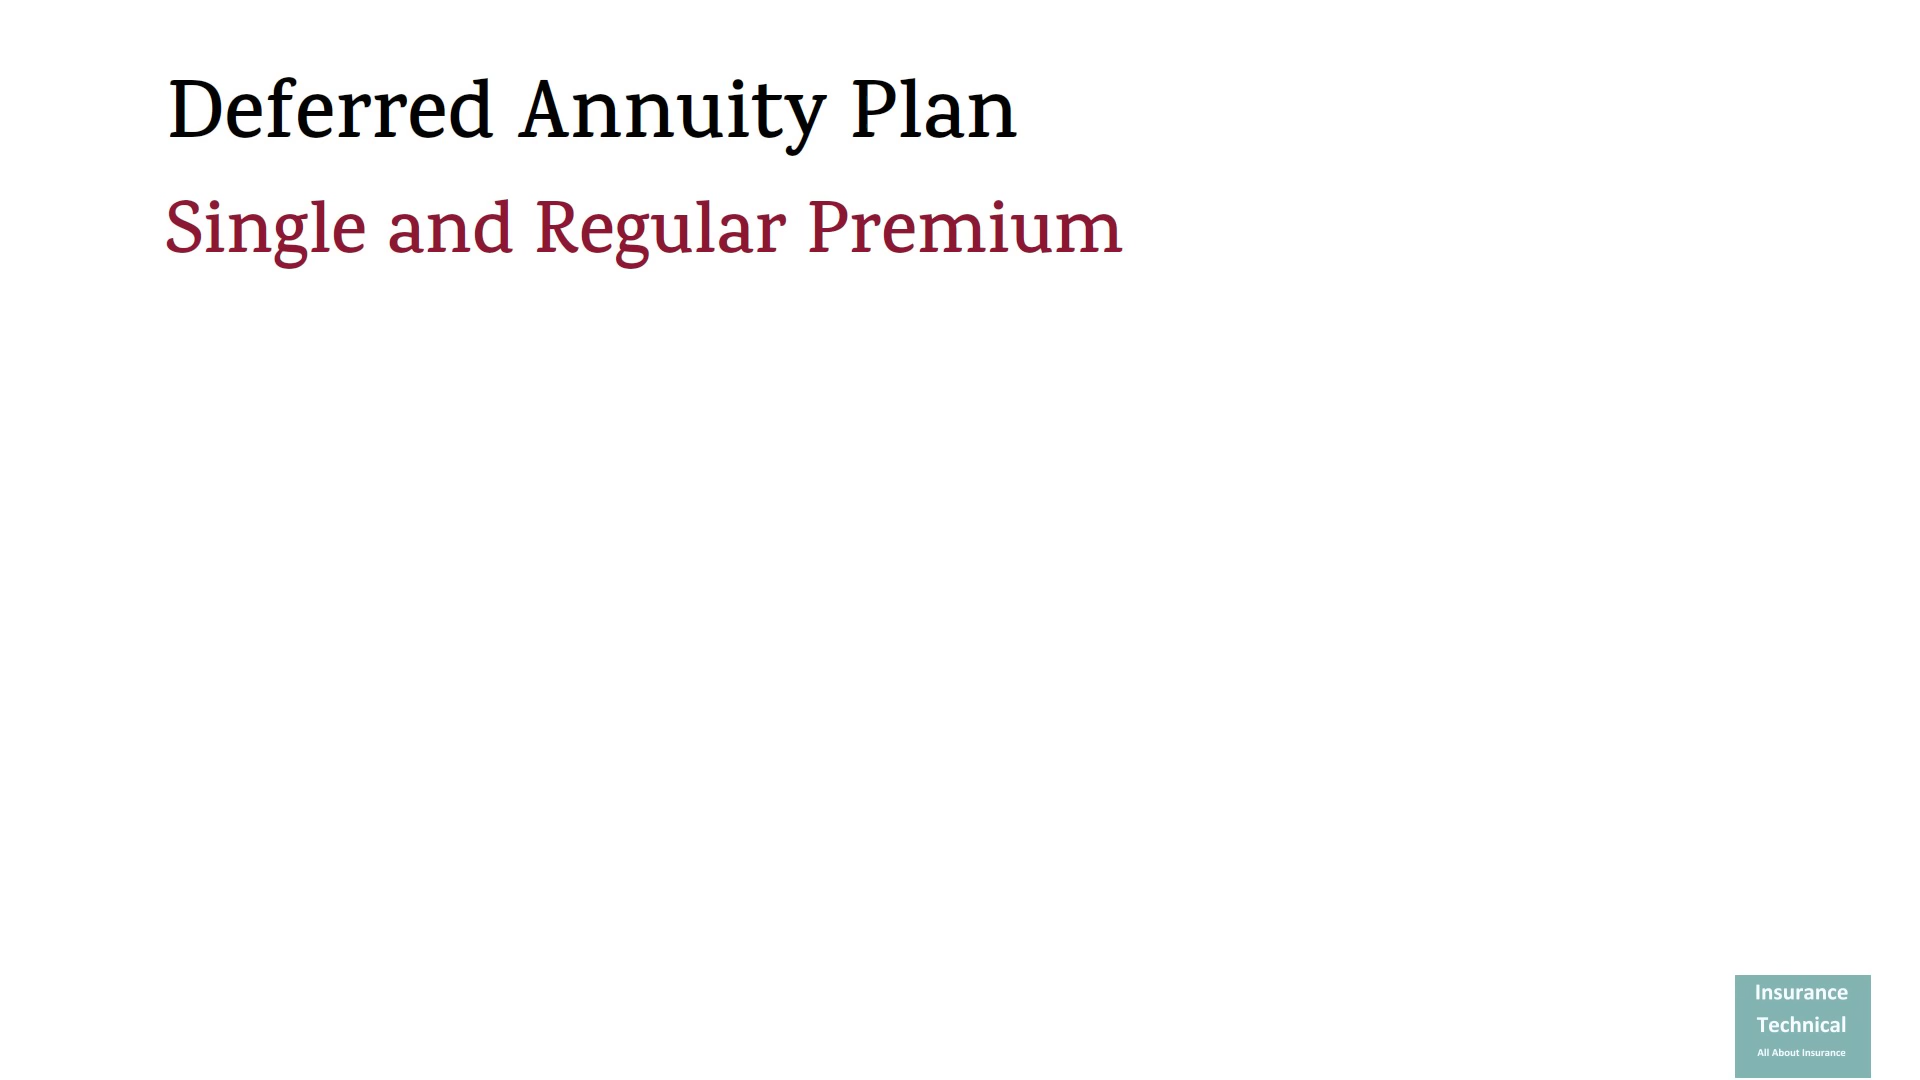 Deferred Annuity Plan
Single and Regular Premium
Insurance
Technical
All About Insurance